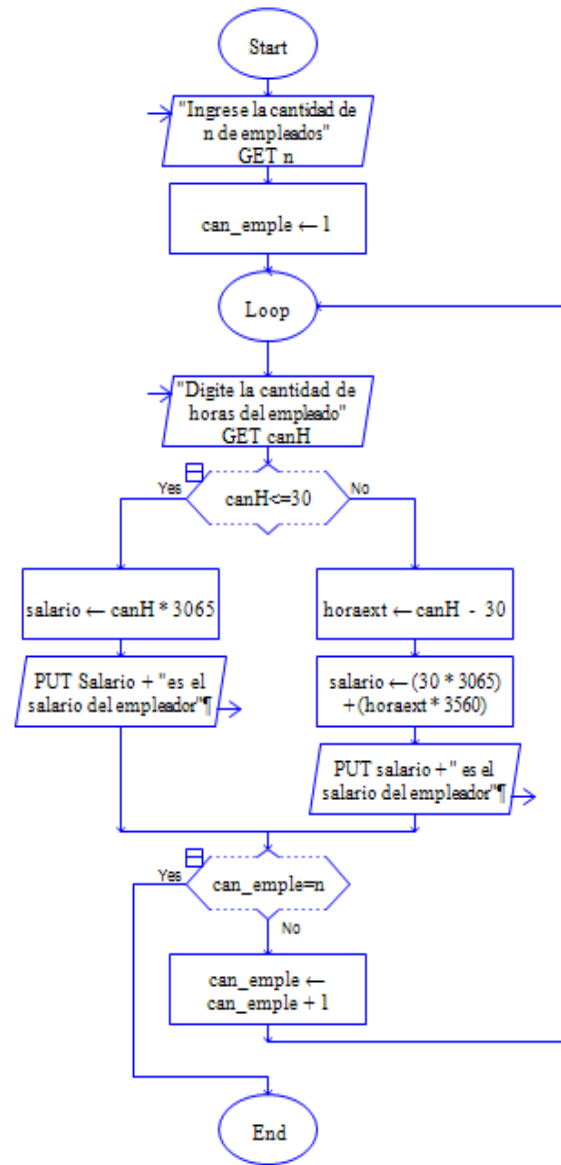 Start
"Ingrese la cantidad de
n de empleados"
GET n
can_emple ← 1
Loop
"Digite la cantidad de
horas del empleado"
GET canH
Yes
canH<=30
No
salario ← canH * 3065
horaext ← canH - 30
PUT Salario + "es el
salario del empleador"¶
salario ← (30 * 3065)
+(horaext * 3560)
PUT salario +" es el
salario del empleador"¶
Yes
can_emple=n
No
can_emple ←
can_emple + 1
End